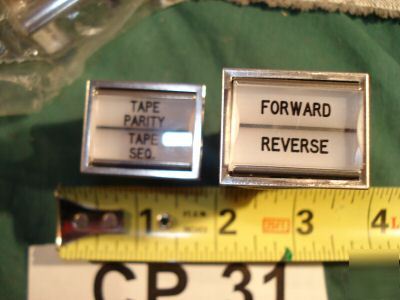 TAPE
PARITY
TAPE
SEQ.
FORWARD
REVERSE
1 2 3 4
CP 31